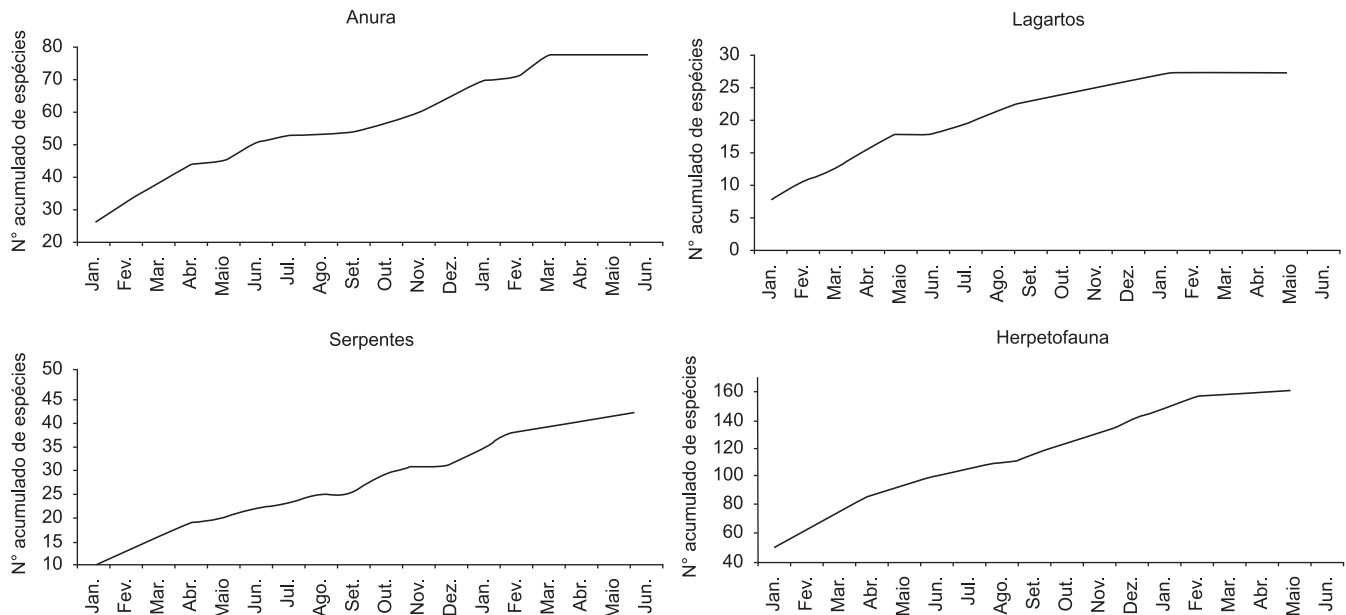 Anura
N° acumulado de espécies
80
70
60
50
40
30
20
Jan. Fev. Mar. Abr. Maio Jun. Jul. Ago. Set. Out. Nov. Dez. Jan. Fev. Mar. Abr. Maio Jun.
Lagartos
N° acumulado de espécies
30
25
20
15
10
5
0
Jan. Fev. Mar. Abr. Maio Jun. Jul. Ago. Set. Out. Nov. Dez. Jan. Fev. Mar. Abr. Maio Jun.
Serpentes
N° acumulado de espécies
50
45
40
35
30
25
20
10
Jan. Fev. Mar. Abr. Maio Jun. Jul. Ago. Set. Out. Nov. Dez. Jan. Fev. Mar. Abr. Maio Jun.
Herpetofauna
N° acumulado de espécies
160
140
120
100
80
60
40
Jan. Fev. Mar. Abr. Maio Jun. Jul. Ago. Set. Out. Nov. Dez. Jan. Fev. Mar. Abr. Maio Jun.